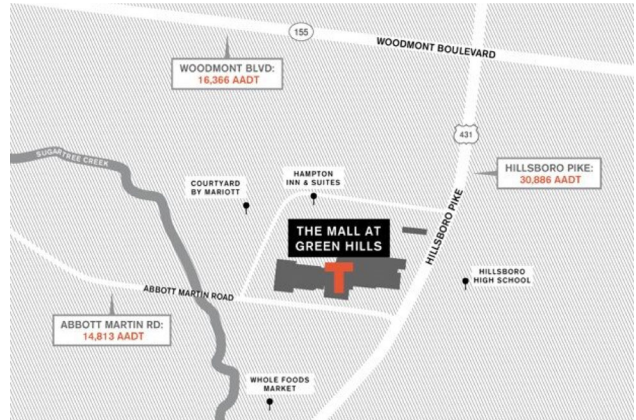 155
WOODMONT BOULEVARD
WOODMONT BLVD:
16,366 AADT
431
SUGARTREE CREEK
HILLSBORO PIKE:
30,886 AADT
HAMPTON
INN & SUITES
COURTYARD
BY MARIOTT
HILLSBORO PIKE
THE MALL AT
GREEN HILLS
T
HILLSBORO
HIGH SCHOOL
ABBOTT MARTIN ROAD
ABBOTT MARTIN RD:
14,813 AADT
WHOLE FOODS
MARKET